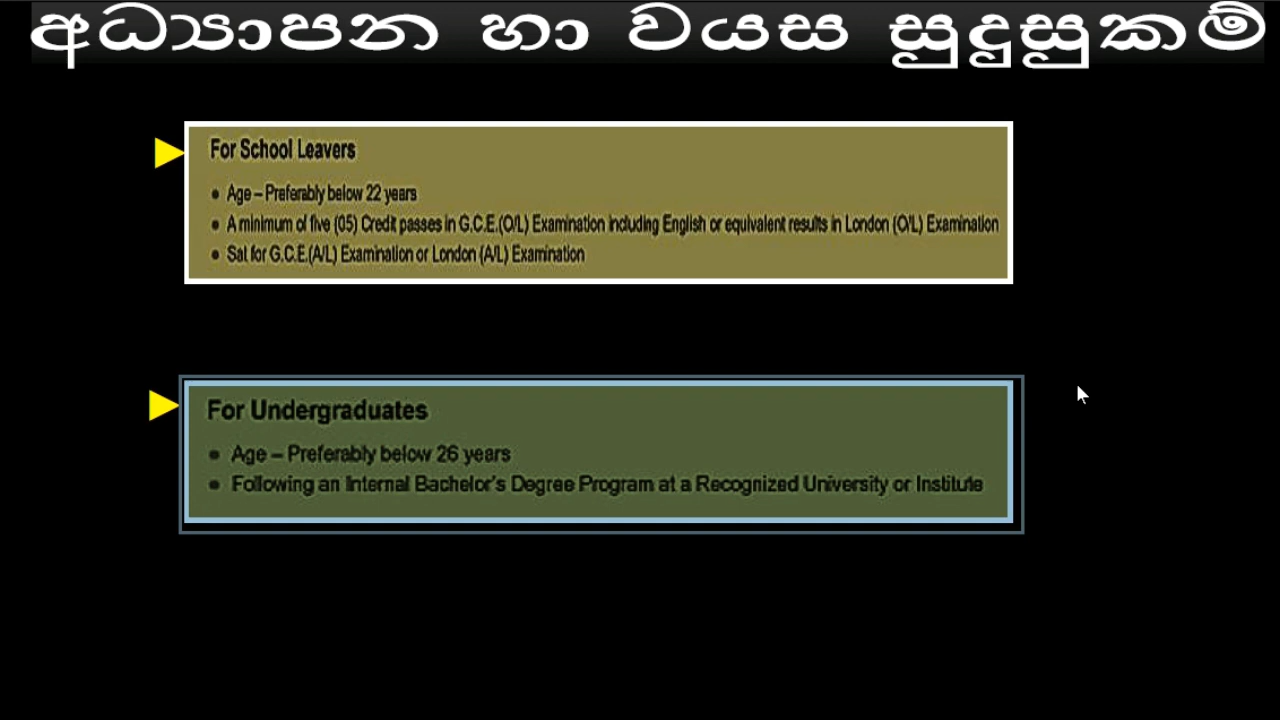 අධ්‍යාපන හා වයස සුදුසුකම්
For School Leavers
• Age – Preferably below 22 years
• A minimum of five (05) Credit passes in G.C.E.(O/L) Examination including English or equivalent results in London (O/L) Examination
• Sat for G.C.E.(A/L) Examination or London (A/L) Examination
For Undergraduates
• Age – Preferably below 26 years
• Following an Internal Bachelor's Degree Program at a Recognized University or Institute